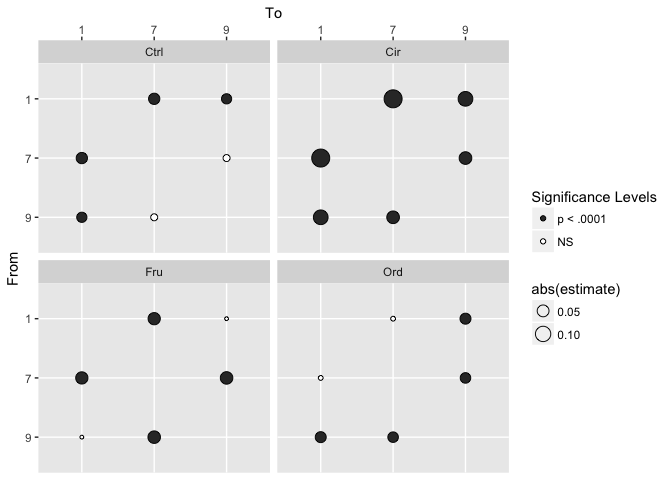 To
1 7 9 1 7 9
Ctrl Cir
1
7
9
Significance Levels
p < .0001
NS
From
Fru Ord
abs(estimate)
0.05
0.10
1
7
9